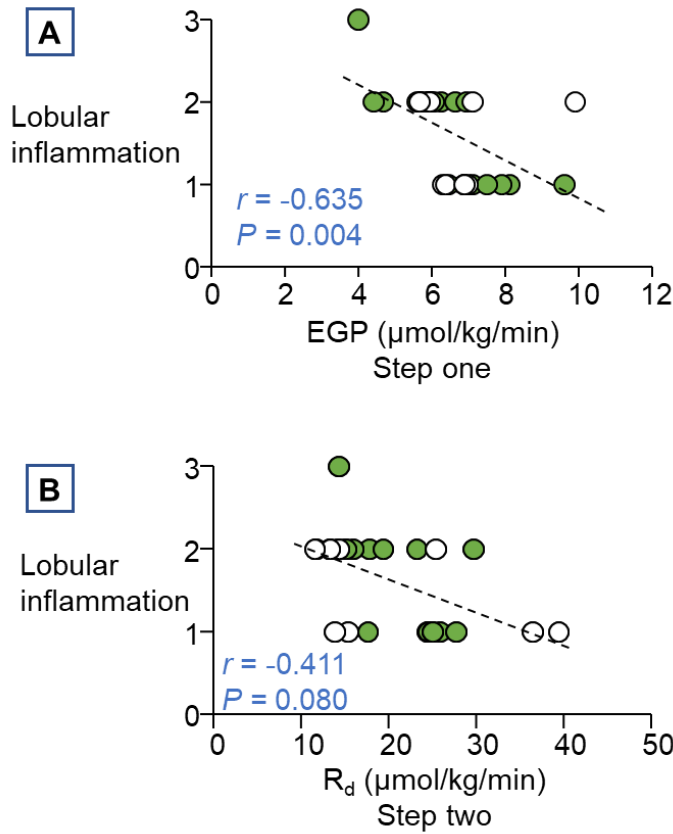 A
Lobular
inflammation
3
2
1
0
r = -0.635
P = 0.004
0 2 4 6 8 10 12
EGP (µmol/kg/min)
Step one
B
Lobular
inflammation
3
2
1
0
r = -0.411
P = 0.080
0 10 20 30 40 50
Rd (µmol/kg/min)
Step two